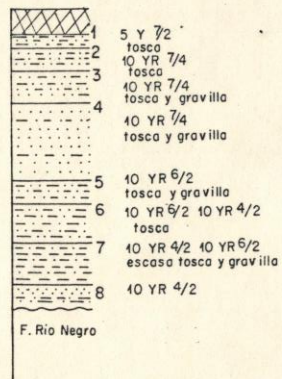 1 5 Y 7/2
tosca
2 10 YR 7/4
tosca
3 10 YR 7/4
tosca y gravilla
4
10 YR 7/4
tosca y gravilla
5 10 YR 6/2
tosca y gravilla
6 10 YR 6/2 10 YR 4/2
tosca
7 10 YR 4/2 10 YR 6/2
escasa tosca y gravilla
8 10 YR 4/2
F. Río Negro